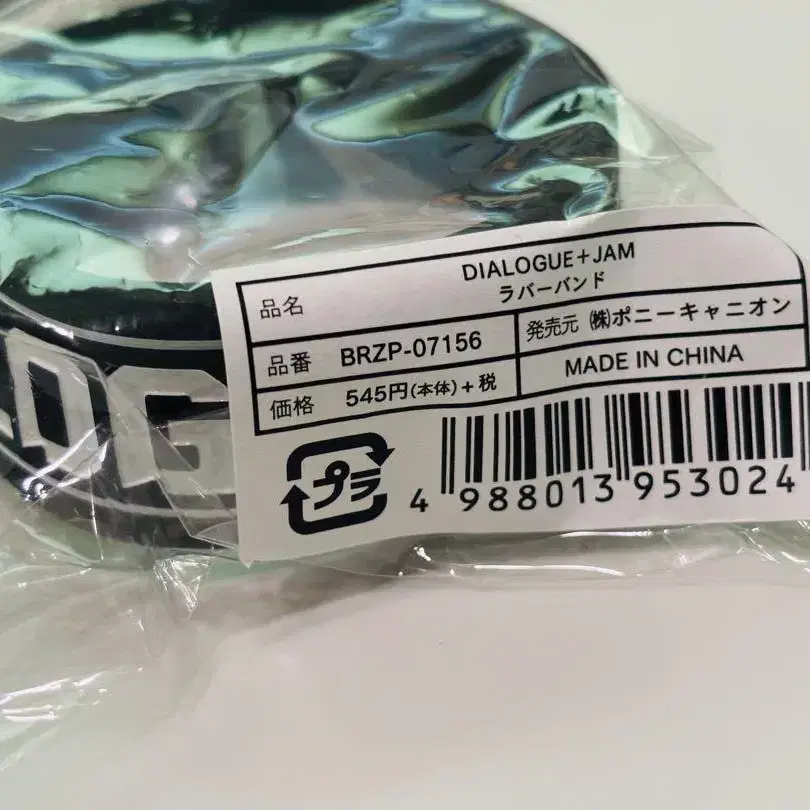 品名 DIALOGUE+JAM
ラバーバンド
品番 BRZP-07156 発売元 ㈱ポニーキャニオン
価格 545円(本体)+税 MADE IN CHINA
プラ
4 988013 953024
OG